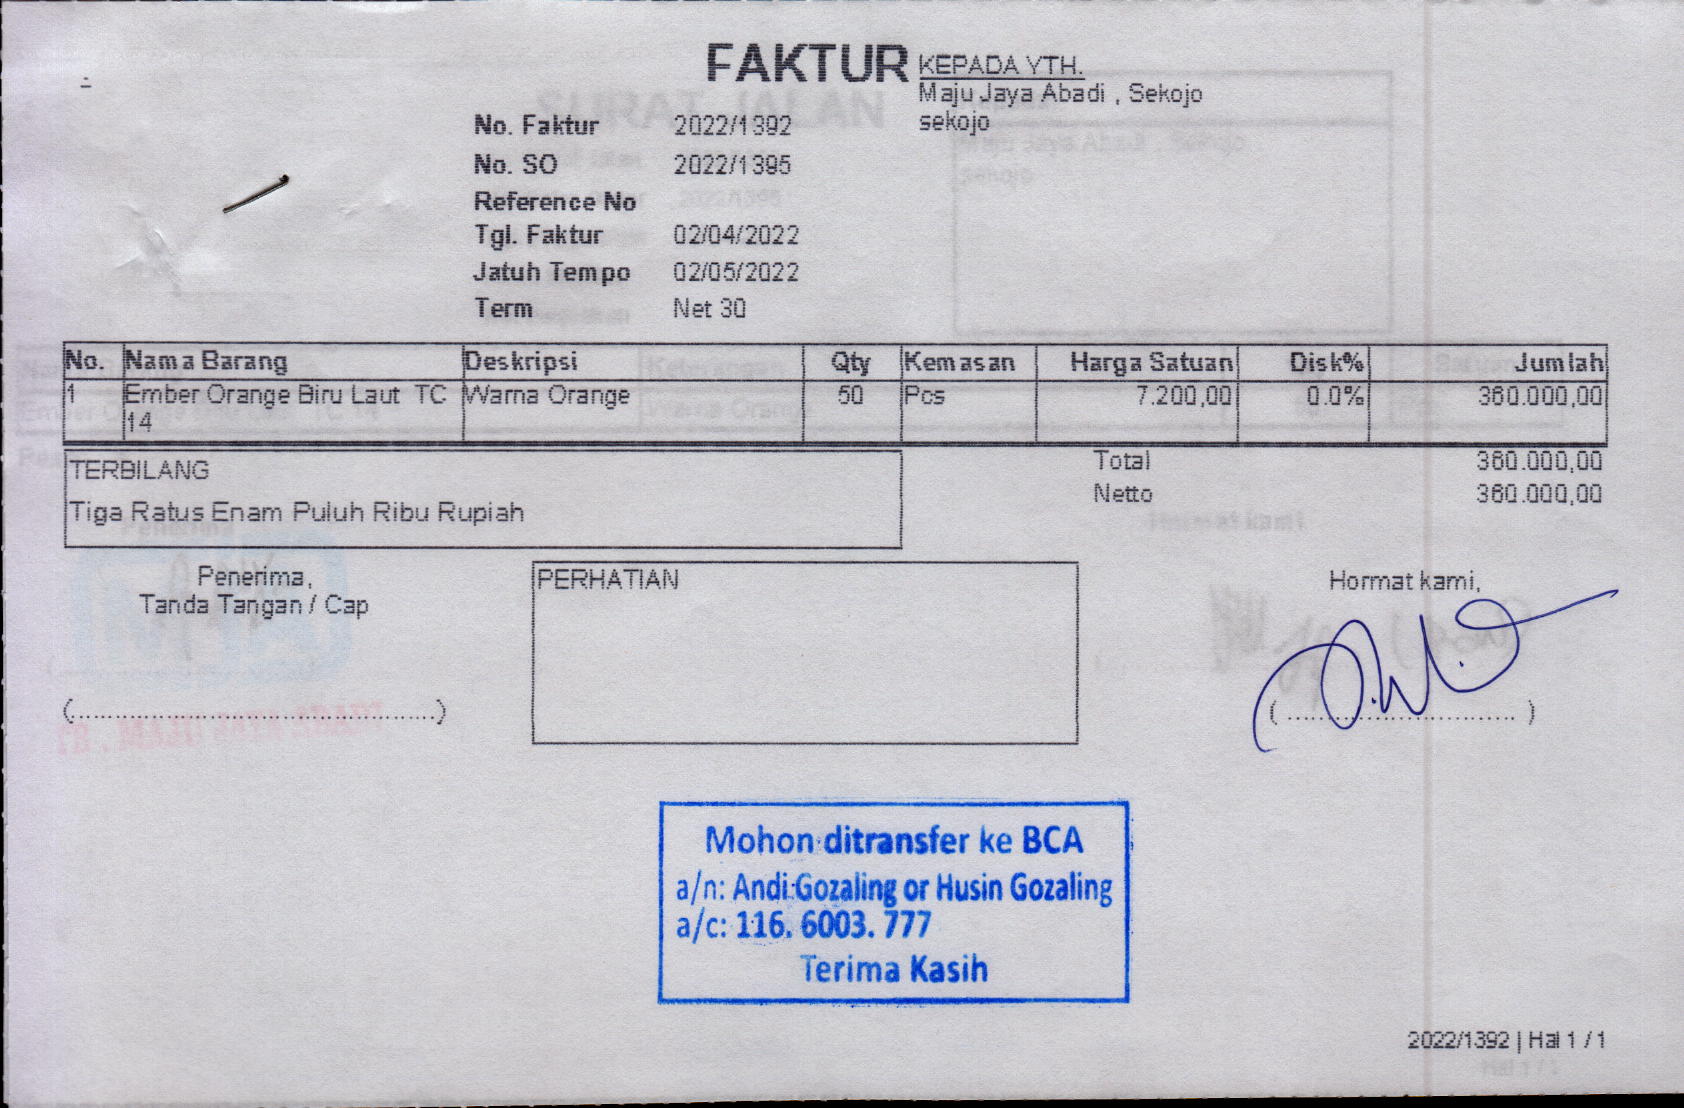 FAKTUR
KEPADA YTH.
Maju Jaya Abadi , Sekojo
sekojo
No. Faktur 2022/1392
No. SO 2022/1395
Reference No
Tgl. Faktur 02/04/2022
Jatuh Tempo 02/05/2022
Term Net 30
No. Nama Barang Deskripsi Qty Kemasan Harga Satuan Disk% Jumlah
1 Ember Orange Biru Laut TC Warna Orange 50 Pcs 7.200,00 0.0% 360.000,00
14
Total 360.000,00
Netto 360.000,00
TERBILANG
Tiga Ratus Enam Puluh Ribu Rupiah
Penerima,
Tanda Tangan / Cap
(..................................................)
PERHATIAN
Hormat kami,
( .............................. )
Mohon ditransfer ke BCA
a/n: Andi Gozaling or Husin Gozaling
a/c: 116. 6003. 777
Terima Kasih
2022/1392 | Hal 1 / 1